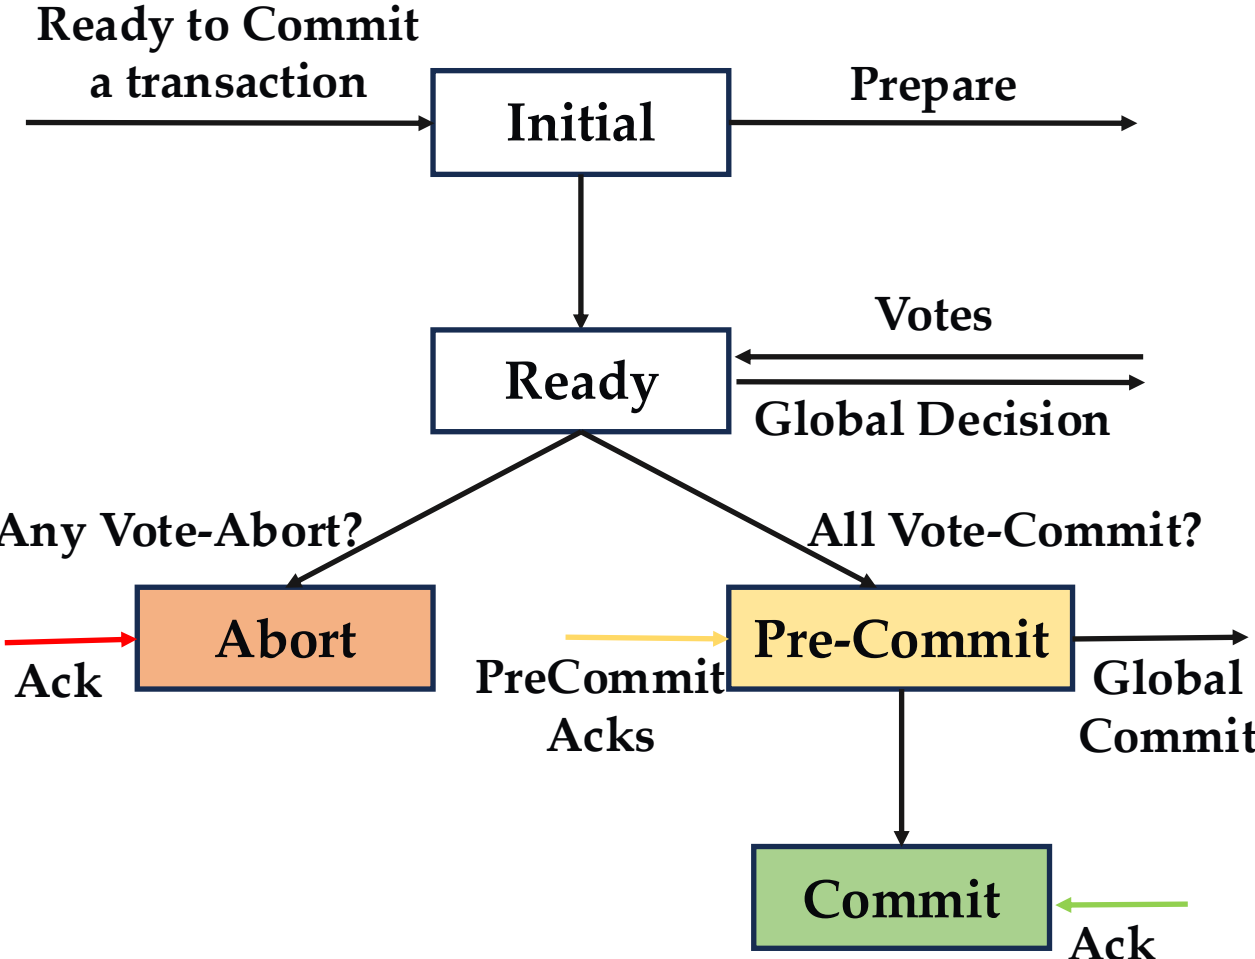 Ready to Commit
a transaction
Initial
Prepare
Ready
Votes
Global Decision
Any Vote-Abort?
All Vote-Commit?
Abort
Ack
PreCommit
Acks
Pre-Commit
Global
Commit
Commit
Ack